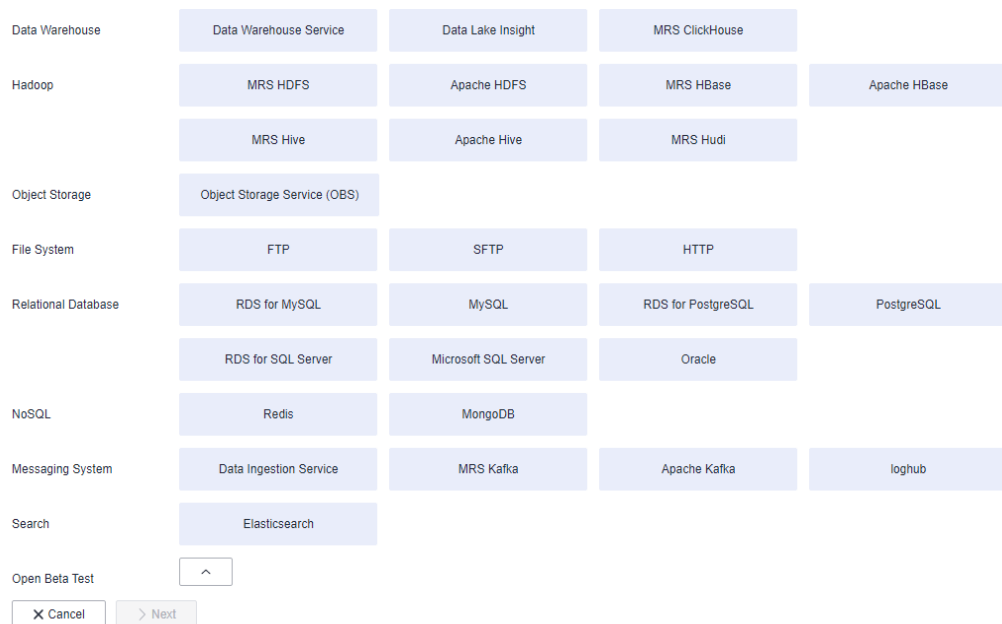 Data Warehouse Data Warehouse Service Data Lake Insight MRS ClickHouse
Hadoop MRS HDFS Apache HDFS MRS HBase Apache HBase
MRS Hive Apache Hive MRS Hudi
Object Storage Object Storage Service (OBS)
File System FTP SFTP HTTP
Relational Database RDS for MySQL MySQL RDS for PostgreSQL PostgreSQL
RDS for SQL Server Microsoft SQL Server Oracle
NoSQL Redis MongoDB
Messaging System Data Ingestion Service MRS Kafka Apache Kafka loghub
Search Elasticsearch
Open Beta Test
Cancel Next